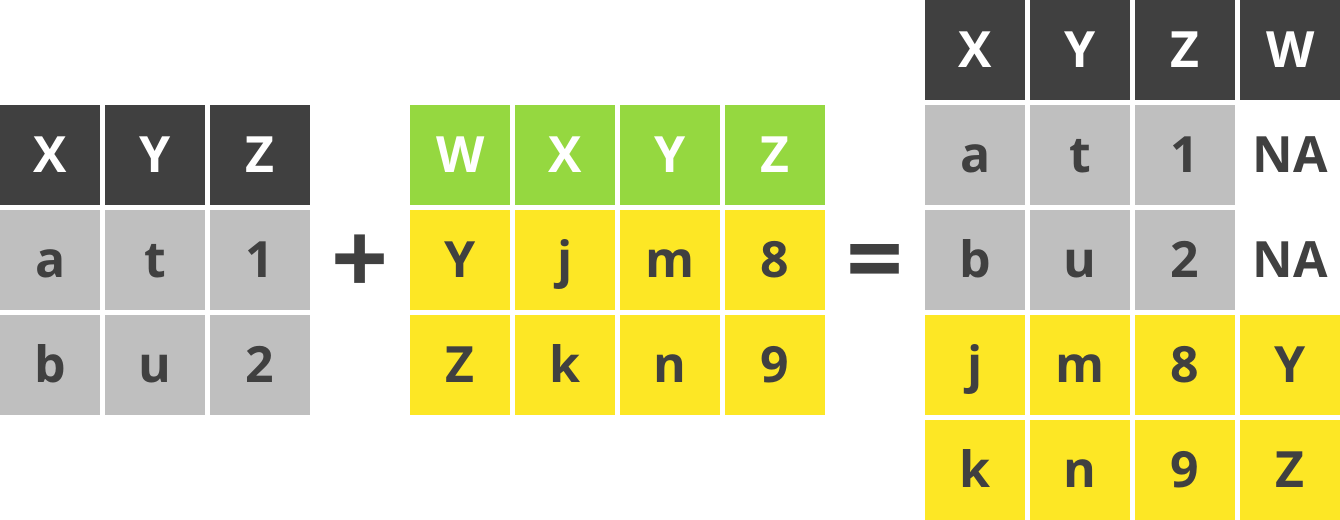 X Y Z
a t 1
b u 2
+
W X Y Z
Y j m 8
Z k n 9
=
X Y Z W
a t 1 NA
b u 2 NA
j m 8 Y
k n 9 Z